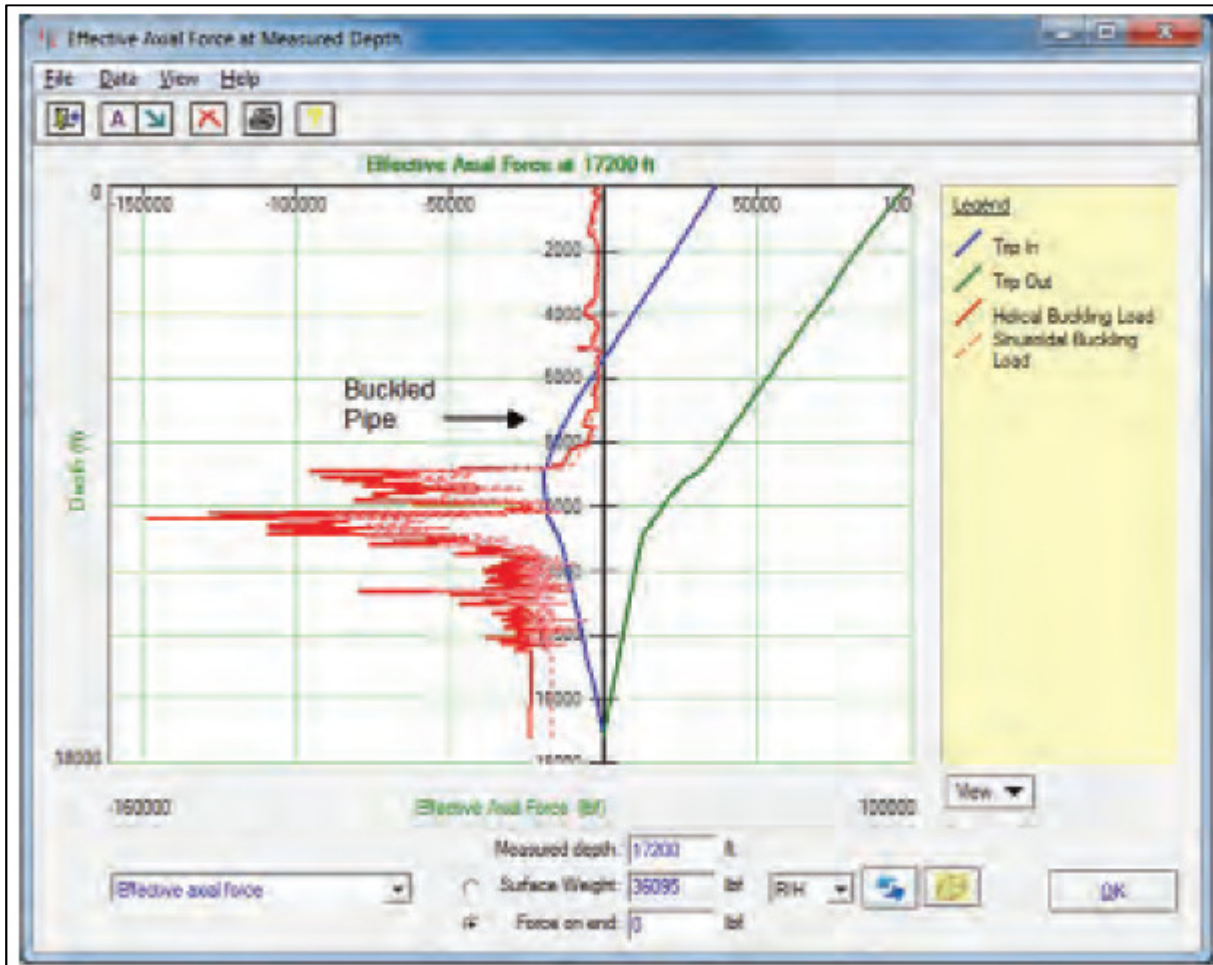 Effective Axial Force at Measured Depth
File Data View Help
A ?
Effective Axial Force at 17200 ft
0 -150000 -100000 -50000 50000 100
2000
4000
Buckled
Pipe
Depth (ft)
18000
-160000 Effective Axial Force (lbf) 100000
Legend
Trip In
Trip Out
Helical Buckling Load
Sinusoidal Buckling
Load
View
Measured depth: 17200 ft
Effective axial force
Surface Weight: 36095 lbf
RIH
Force on end: 0 lbf
OK